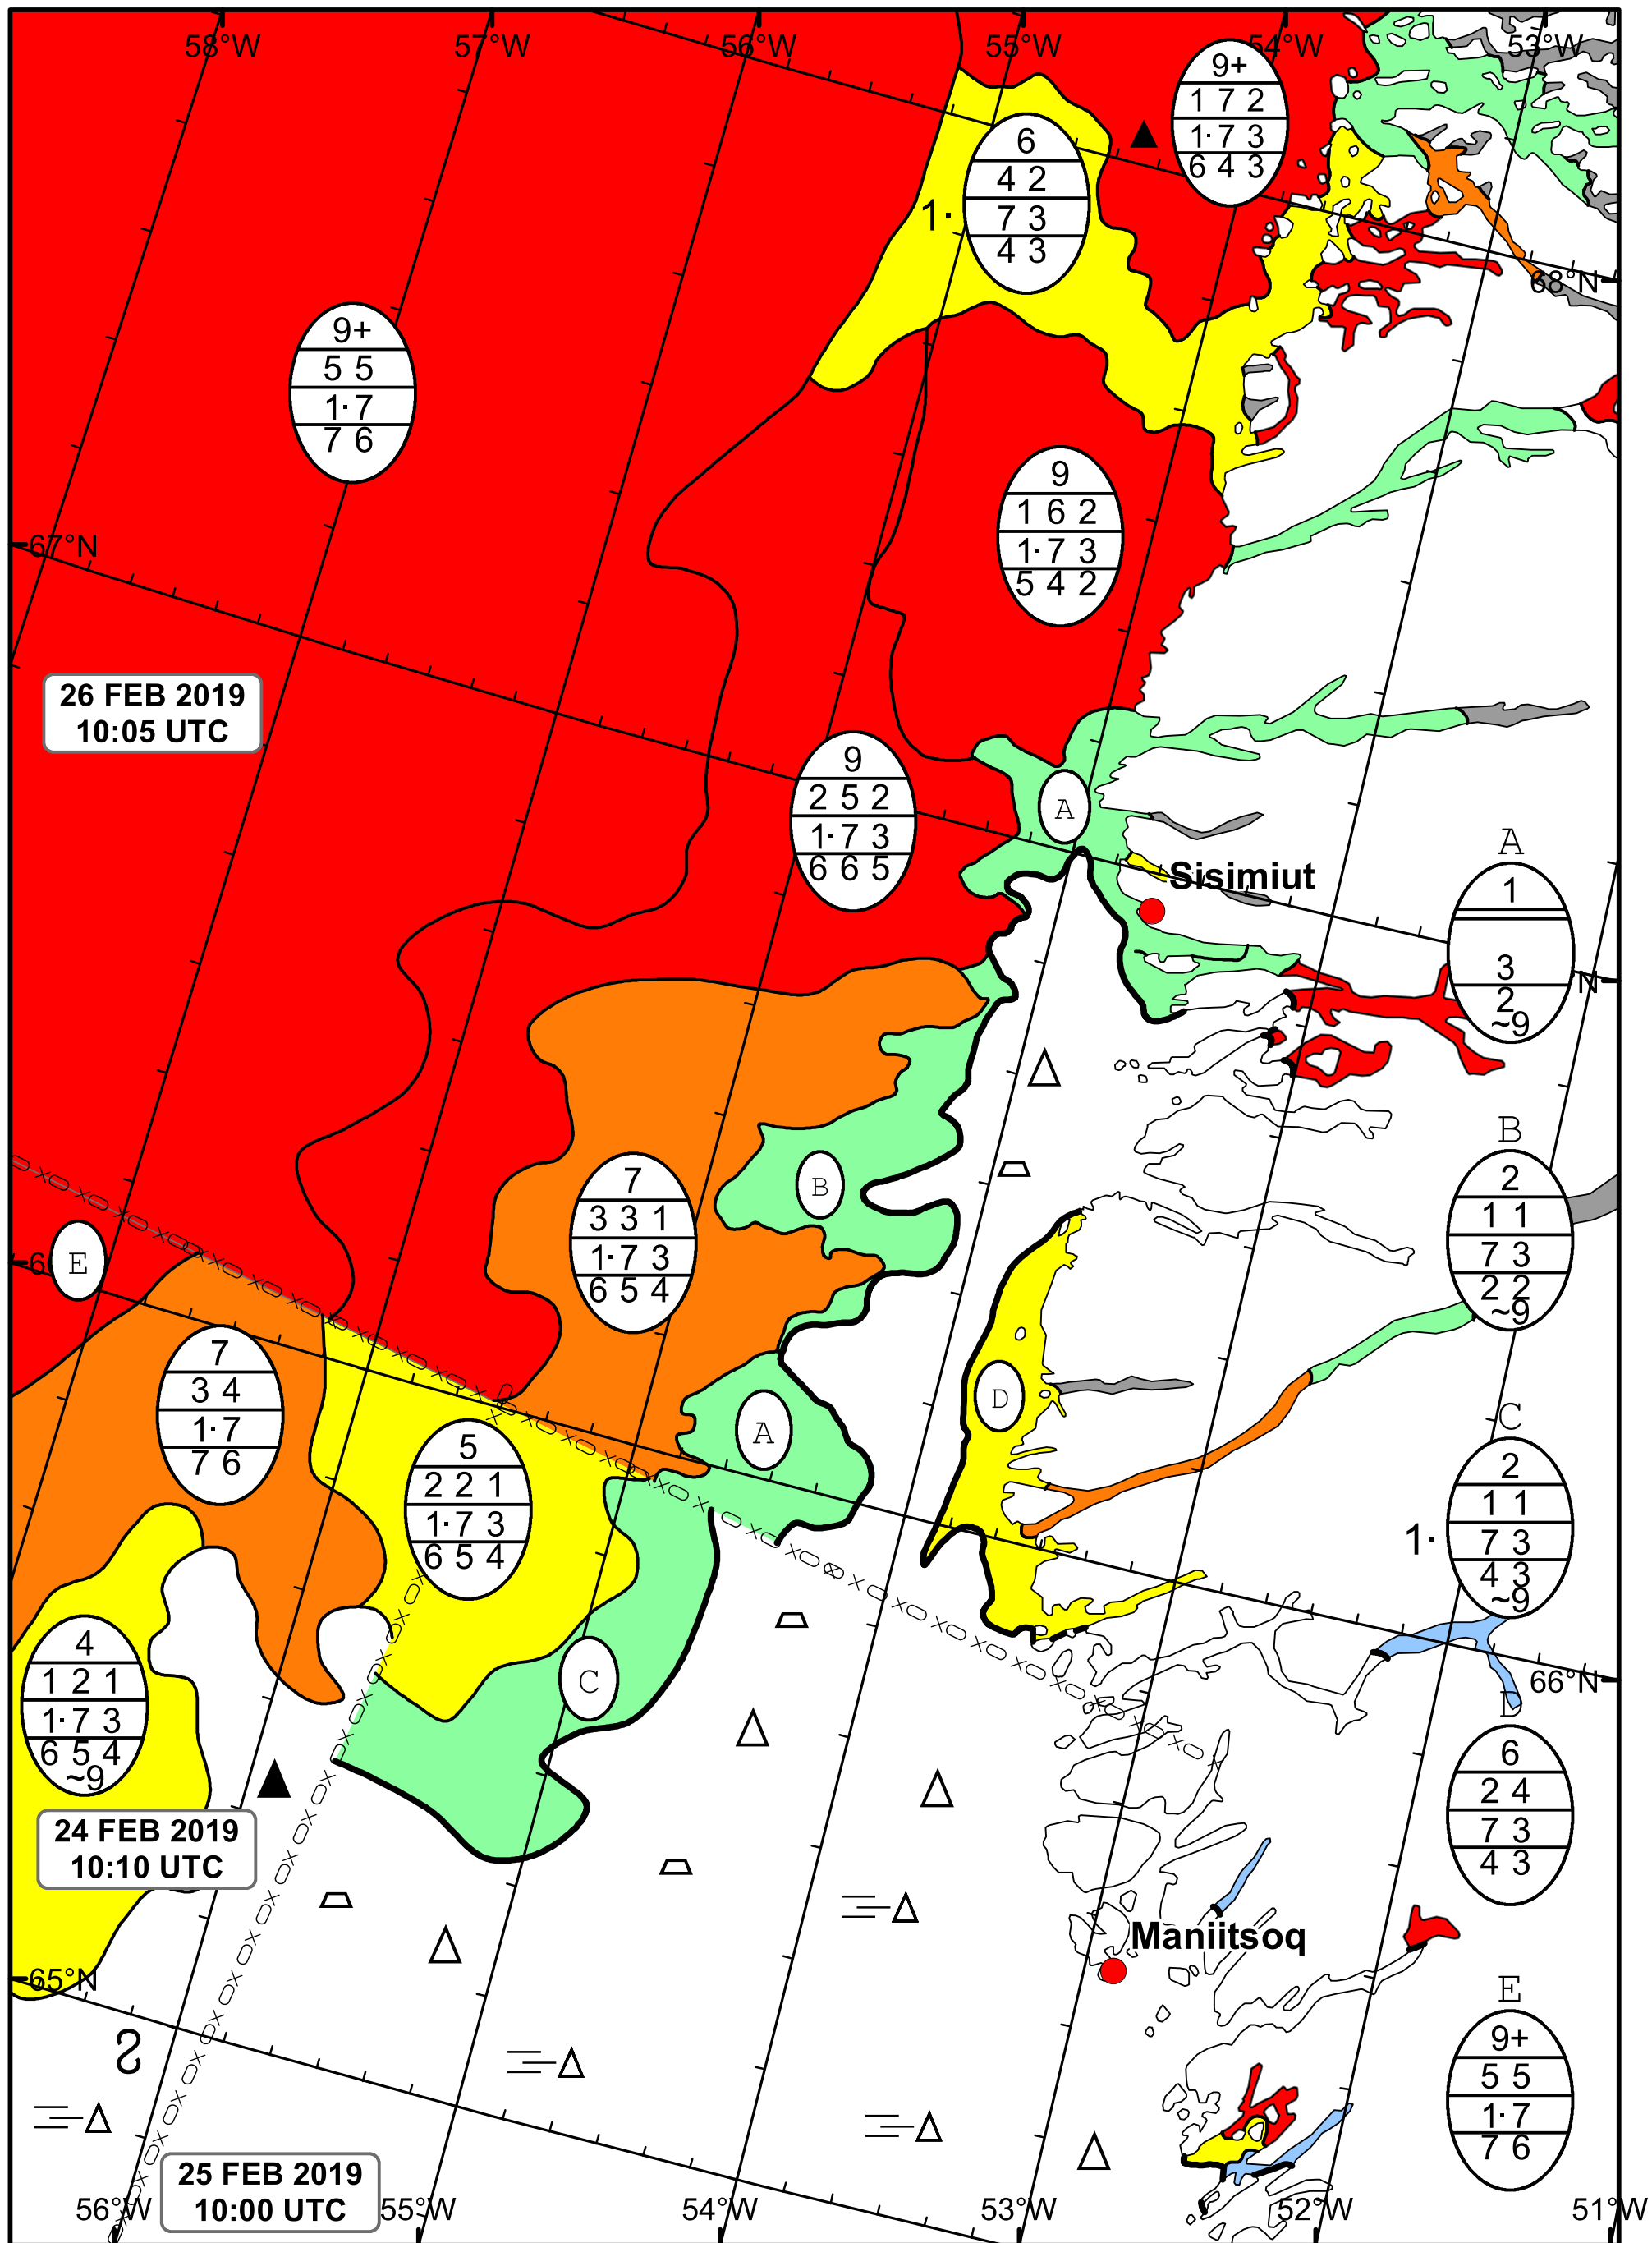 58°W
57°W
56°W
55°W
54°W
53°W
9+
1 7 2
1· 7 3
6 4 3
6
4 2
1·
7 3
4 3
68°N
9+
5 5
1· 7
7 6
9
1 6 2
1· 7 3
5 4 2
67°N
26 FEB 2019
10:05 UTC
9
2 5 2
1· 7 3
6 6 5
A
Sisimiut
A
1
3
2
~9
N
B
B
2
1 1
7 3
2 2
~9
7
3 3 1
1· 7 3
6 5 4
E
6
7
3 4
1· 7
7 6
5
2 2 1
1· 7 3
6 5 4
A
D
C
2
1 1
1·
7 3
4 3
~9
C
4
1 2 1
1· 7 3
6 5 4
~9
66°N
D
6
2 4
7 3
4 3
24 FEB 2019
10:10 UTC
Maniitsoq
65°N
E
9+
5 5
1· 7
7 6
25 FEB 2019
10:00 UTC
56°W
55°W
54°W
53°W
52°W
51°W